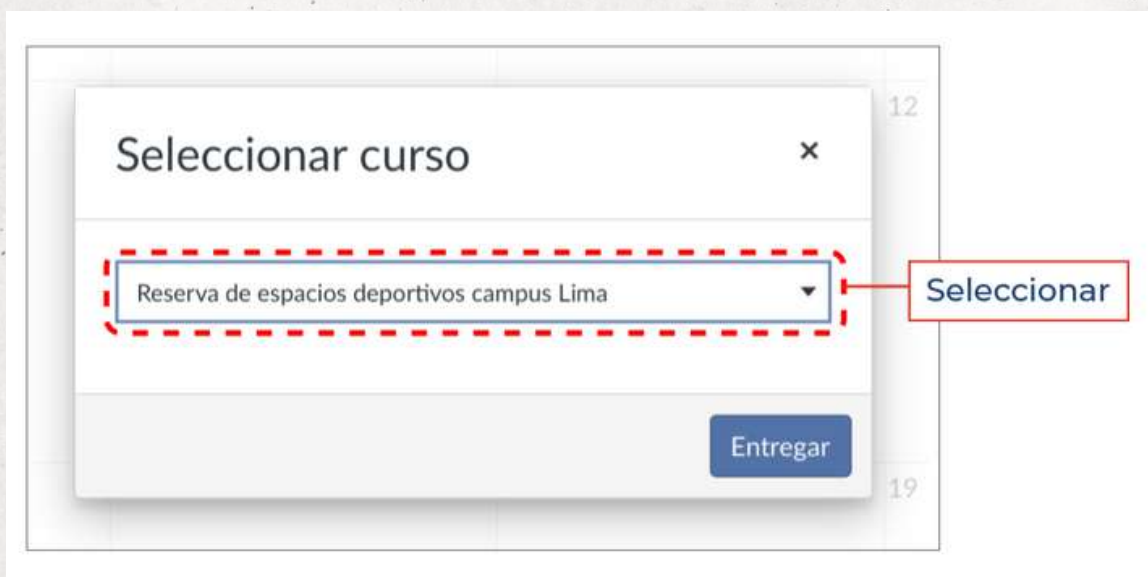 12
Seleccionar curso
×
Reserva de espacios deportivos campus Lima
Seleccionar
Entregar
19